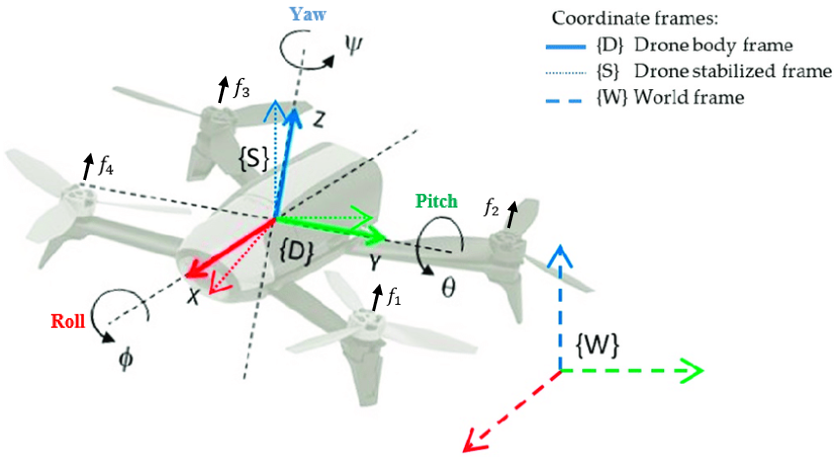 Yaw
ψ
Coordinate frames:
{D} Drone body frame
{S} Drone stabilized frame
{W} World frame
f3
Z
{S}
f4
Pitch
f2
{D}
Y
θ
X
f1
Roll
ϕ
{W}